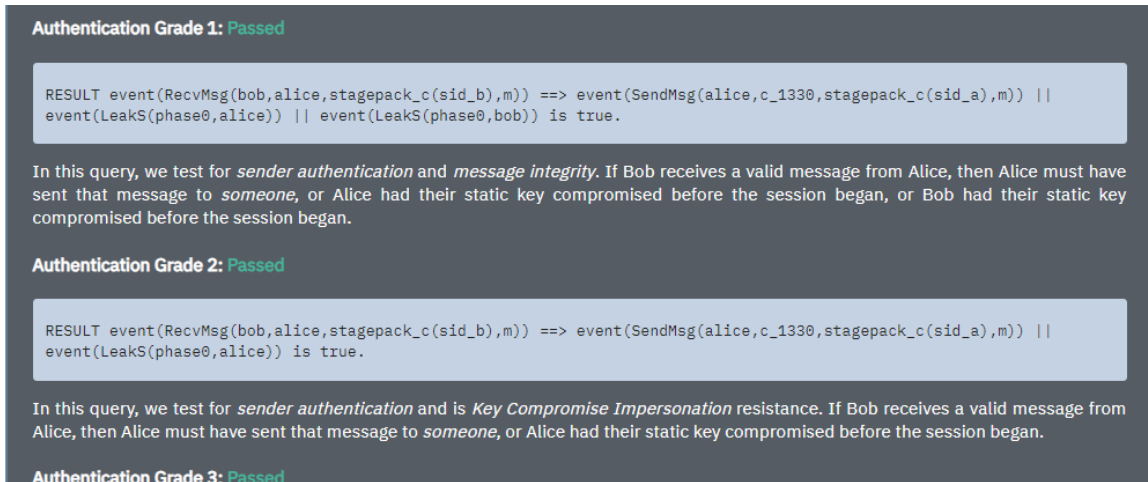 Authentication Grade 1: Passed
RESULT event(RecvMsg(bob,alice,stagepack_c(sid_b),m)) ==> event(SendMsg(alice,c_1330,stagepack_c(sid_a),m)) ||
event(LeakS(phase0,alice)) || event(LeakS(phase0,bob)) is true.
In this query, we test for sender authentication and message integrity. If Bob receives a valid message from Alice, then Alice must have
sent that message to someone, or Alice had their static key compromised before the session began, or Bob had their static key
compromised before the session began.
Authentication Grade 2: Passed
RESULT event(RecvMsg(bob,alice,stagepack_c(sid_b),m)) ==> event(SendMsg(alice,c_1330,stagepack_c(sid_a),m)) ||
event(LeakS(phase0,alice)) is true.
In this query, we test for sender authentication and is Key Compromise Impersonation resistance. If Bob receives a valid message from
Alice, then Alice must have sent that message to someone, or Alice had their static key compromised before the session began.
Authentication Grade 3: Passed